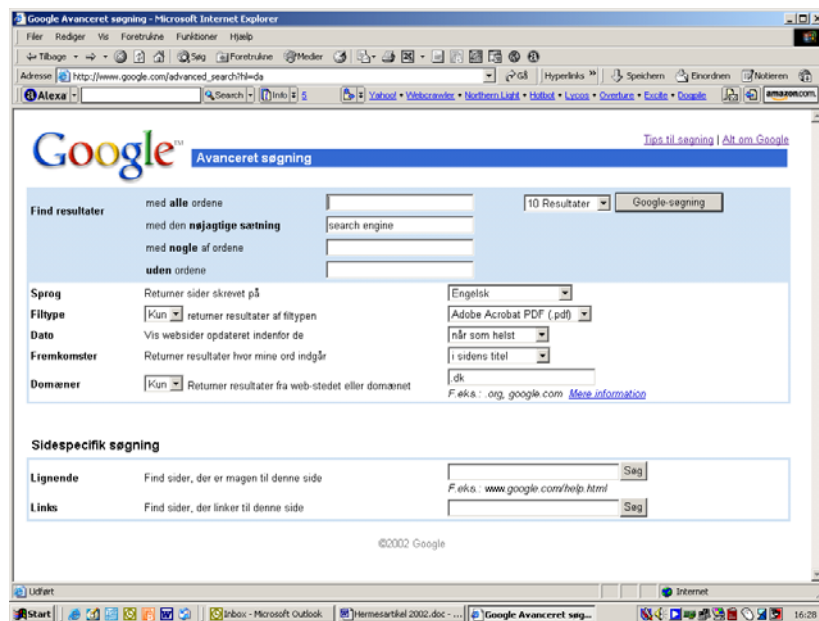 Google Avanceret søgning - Microsoft Internet Explorer
Filer Rediger Vis Foretrukne Funktioner Hjælp
Tilbage Søg Foretrukne Medier
Adresse http://www.google.com/advanced_search?hl=da Gå Hyperlinks » Speichern Einordnen Notieren
Alexa Search Info 5 Yahoo! • Webcrawler • Northern Light • Hotbot • Lycos • Overture • Excite • Dogpile amazon.com
Tips til søgning | Alt om Google
Google™ Avanceret søgning
Find resultater med alle ordene 10 Resultater Google-søgning
med den nøjagtige sætning search engine
med nogle af ordene
uden ordene
Sprog Returner sider skrevet på Engelsk
Filtype Kun returner resultater af filtypen Adobe Acrobat PDF (.pdf)
Dato Vis websider opdateret indenfor de når som helst
Fremkomster Returner resultater hvor mine ord indgår i sidens titel
Domæner Kun Returner resultater fra web-stedet eller domænet .dk
F.eks.: .org, google.com Mere information
Sidespecifik søgning
Lignende Find sider, der er magen til denne side Søg
F.eks.: www.google.com/help.html
Links Find sider, der linker til denne side Søg
©2002 Google
Udført Internet
Start Inbox - Microsoft Outlook Hermesartikel 2002.doc - ... Google Avanceret søg... 16:28